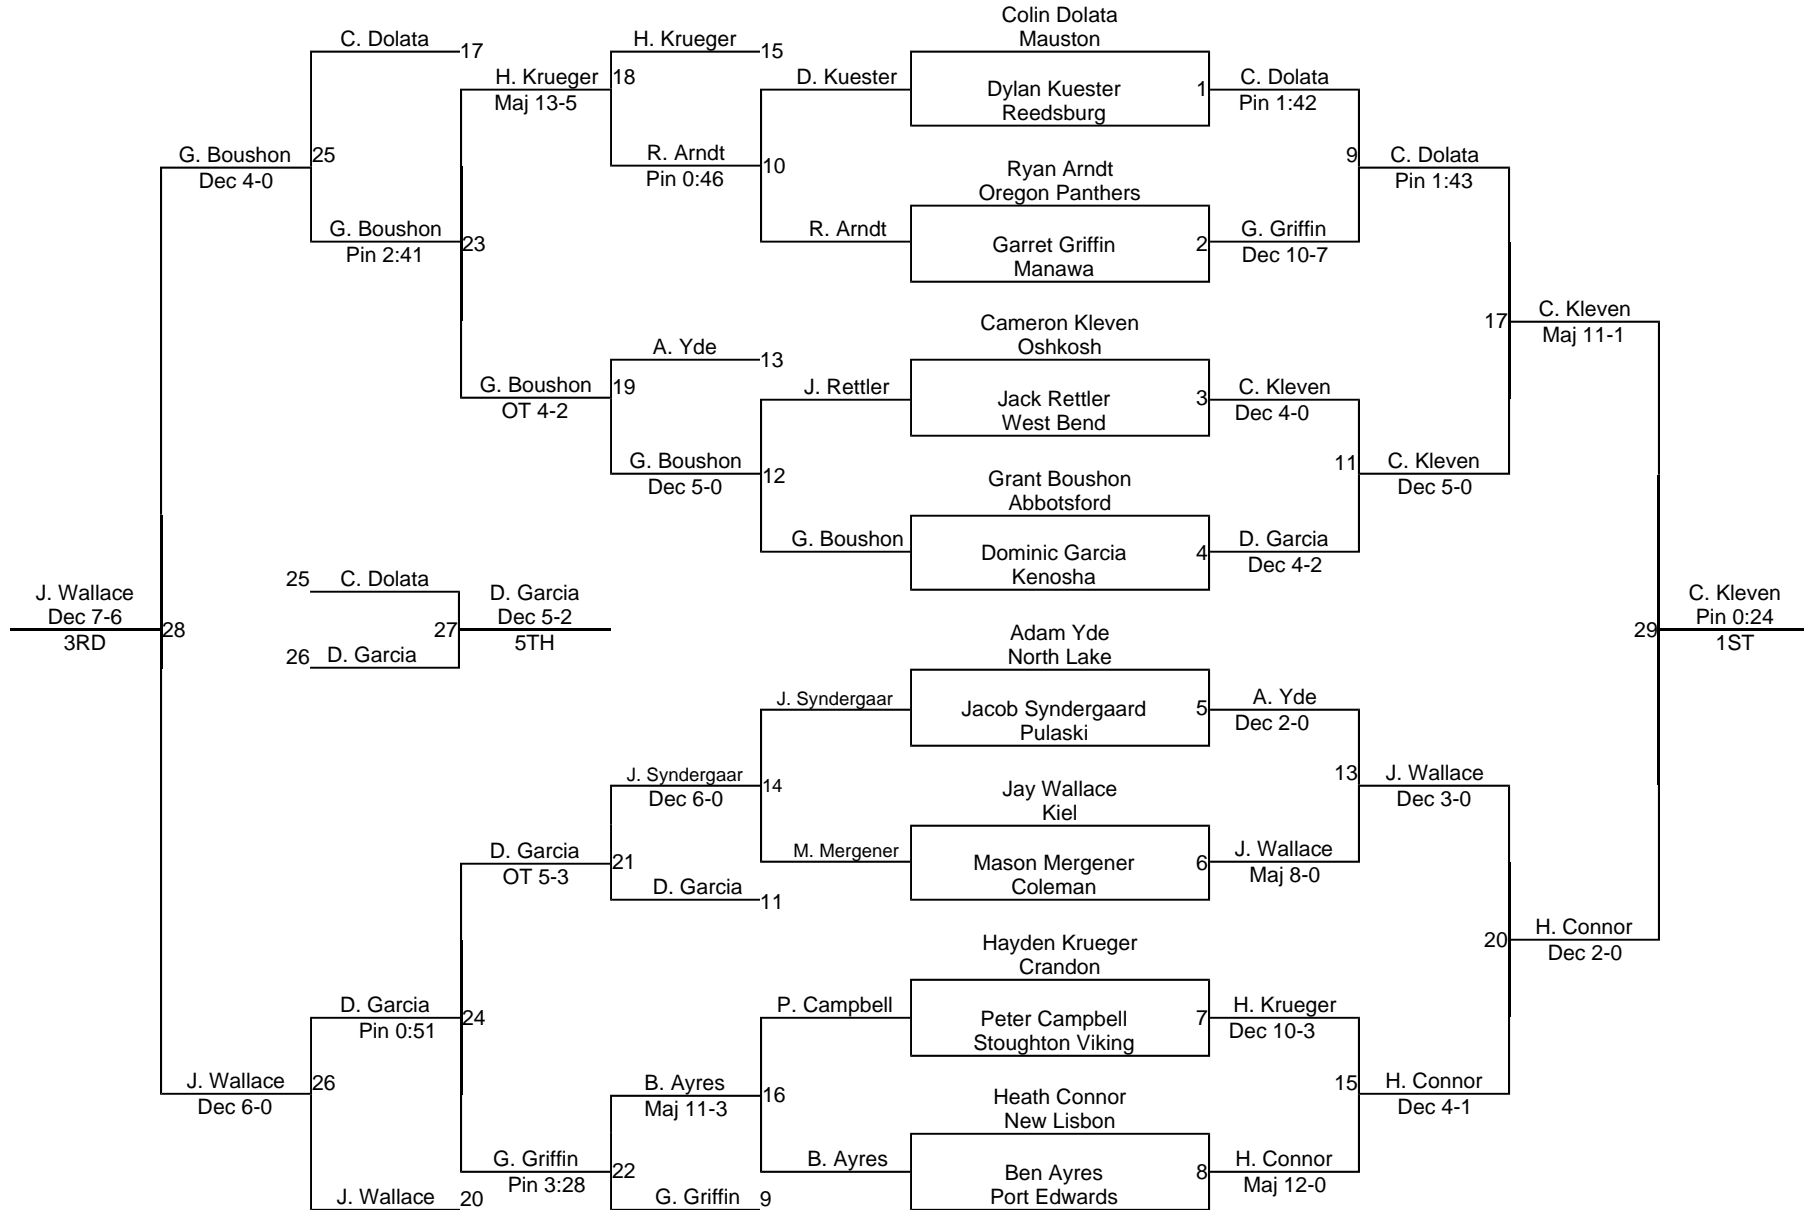 Colin Dolata
C. Dolata
H. Krueger
Mauston
17
15
H. Krueger
18
D. Kuester
Dylan Kuester
1
C. Dolata
Maj 13-5
Reedsburg
Pin 1:42
G. Boushon
25
R. Arndt
10
9
C. Dolata
Dec 4-0
Pin 0:46
Ryan Arndt
Pin 1:43
Oregon Panthers
G. Boushon
23
R. Arndt
Garret Griffin
2
G. Griffin
Pin 2:41
Manawa
Dec 10-7
Cameron Kleven
17
C. Kleven
A. Yde
13
Oshkosh
Maj 11-1
G. Boushon
19
J. Rettler
Jack Rettler
3
C. Kleven
OT 4-2
West Bend
Dec 4-0
G. Boushon
12
11
C. Kleven
Dec 5-0
Grant Boushon
Dec 5-0
Abbotsford
G. Boushon
Dominic Garcia
4
D. Garcia
Kenosha
Dec 4-2
25
C. Dolata
J. Wallace
D. Garcia
C. Kleven
Dec 7-6
Dec 5-2
Pin 0:24
28
27
Adam Yde
29
3RD
5TH
1ST
26
D. Garcia
North Lake
J. Syndergaar
Jacob Syndergaard
5
A. Yde
Pulaski
Dec 2-0
J. Syndergaar
14
13
J. Wallace
Dec 6-0
Jay Wallace
Dec 3-0
Kiel
D. Garcia
21
M. Mergener
Mason Mergener
6
J. Wallace
OT 5-3
D. Garcia
11
Coleman
Maj 8-0
Hayden Krueger
20
H. Connor
Crandon
Dec 2-0
D. Garcia
24
P. Campbell
Peter Campbell
7
H. Krueger
Pin 0:51
Stoughton Viking
Dec 10-3
J. Wallace
26
B. Ayres
16
15
H. Connor
Dec 6-0
Maj 11-3
Heath Connor
Dec 4-1
New Lisbon
G. Griffin
22
B. Ayres
Ben Ayres
8
H. Connor
Pin 3:28
Maj 12-0
J. Wallace
20
G. Griffin
9
Port Edwards